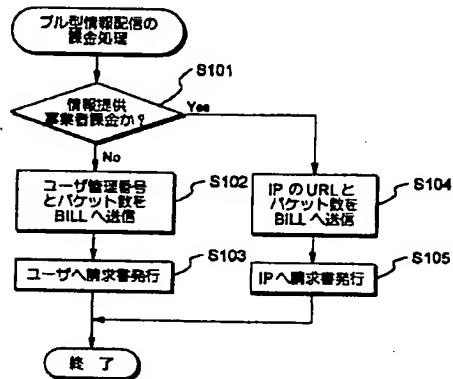 プル型情報配信の
課金処理
S101
情報提供
事業者課金か?
Yes
No
ユーザ管理番号
とパケット数を
BILLへ送信
S102
IPのURLと
パケット数を
BILLへ送信
S104
ユーザへ請求書発行
S103
IPへ請求書発行
S105
終 了